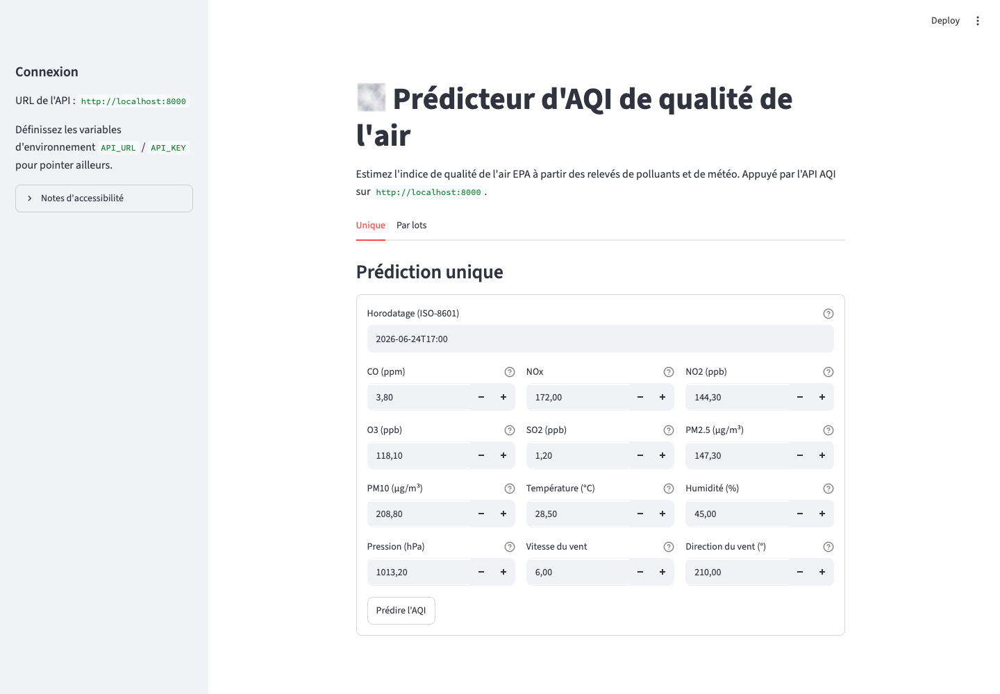 Deploy
Connexion
URL de l'API : http://localhost:8000
Définissez les variables
d'environnement API_URL / API_KEY
pour pointer ailleurs.
Notes d'accessibilité
Prédicteur d'AQI de qualité de
l'air
Estimez l'indice de qualité de l'air EPA à partir des relevés de polluants et de météo. Appuyé par l'API AQI
sur http://localhost:8000 .
Unique Par lots
Prédiction unique
Horodatage (ISO-8601)
2026-06-24T17:00
CO (ppm) NOx NO2 (ppb)
3,80 172,00 144,30
O3 (ppb) SO2 (ppb) PM2.5 (µg/m³)
118,10 1,20 147,30
PM10 (µg/m³) Température (°C) Humidité (%)
208,80 28,50 45,00
Pression (hPa) Vitesse du vent Direction du vent (°)
1013,20 6,00 210,00
Prédire l'AQI